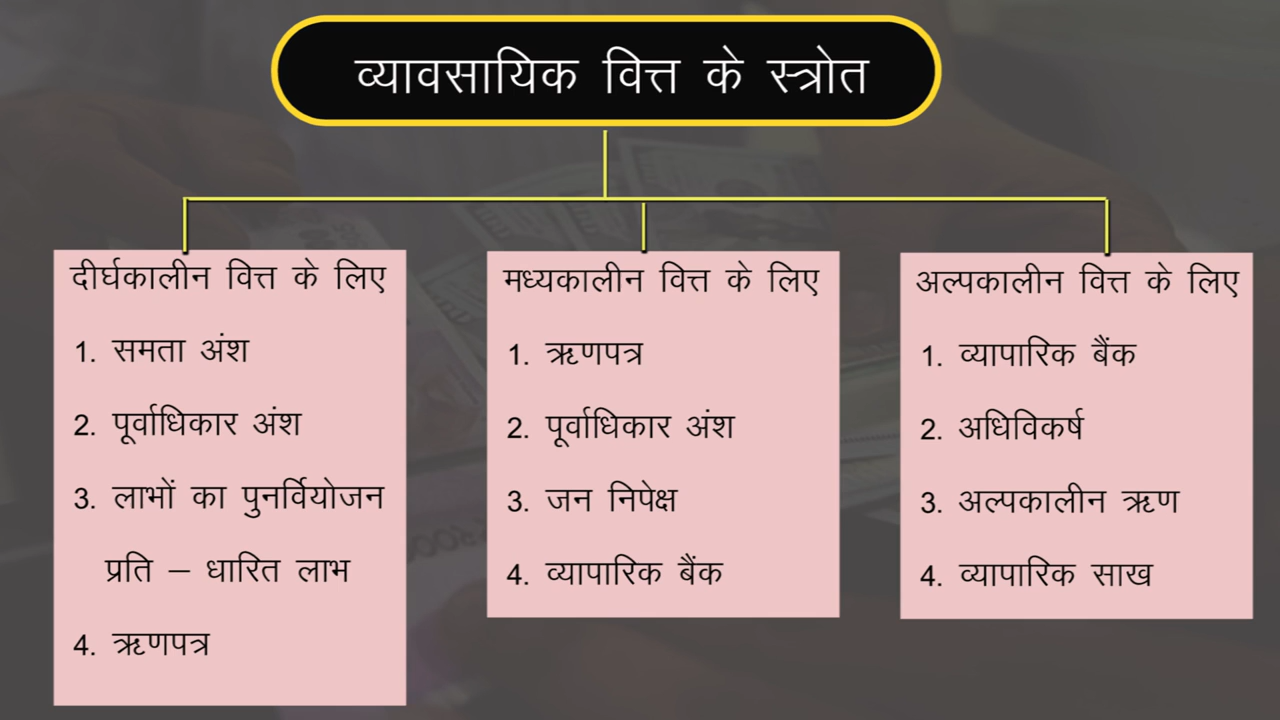 व्यावसायिक वित्त के स्त्रोत
दीर्घकालीन वित्त के लिए
1. समता अंश
2. पूर्वाधिकार अंश
3. लाभों का पुनर्वियोजन
प्रति – धारित लाभ
4. ऋणपत्र
मध्यकालीन वित्त के लिए
1. ऋणपत्र
2. पूर्वाधिकार अंश
3. जन निपेक्ष
4. व्यापारिक बैंक
अल्पकालीन वित्त के लिए
1. व्यापारिक बैंक
2. अधिविकर्ष
3. अल्पकालीन ऋण
4. व्यापारिक साख